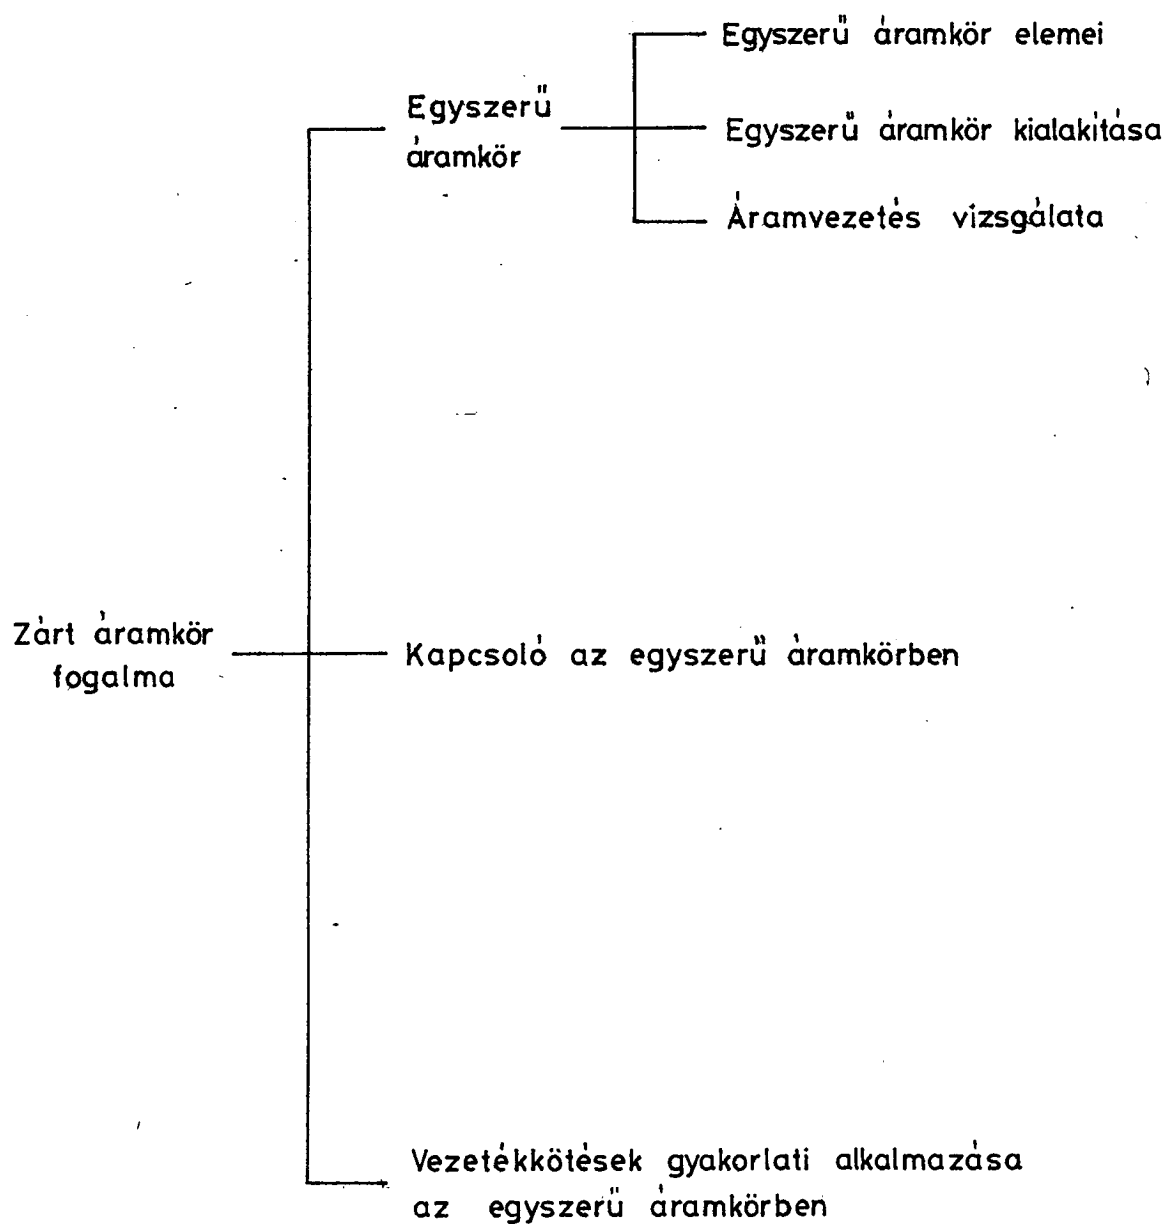 Egyszerű áramkör elemei
Egyszerű
áramkör
Egyszerű áramkör kialakítása
Áramvezetés vizsgálata
Zárt áramkör
fogalma
Kapcsoló az egyszerű áramkörben
Vezetékkötések gyakorlati alkalmazása
az egyszerű áramkörben